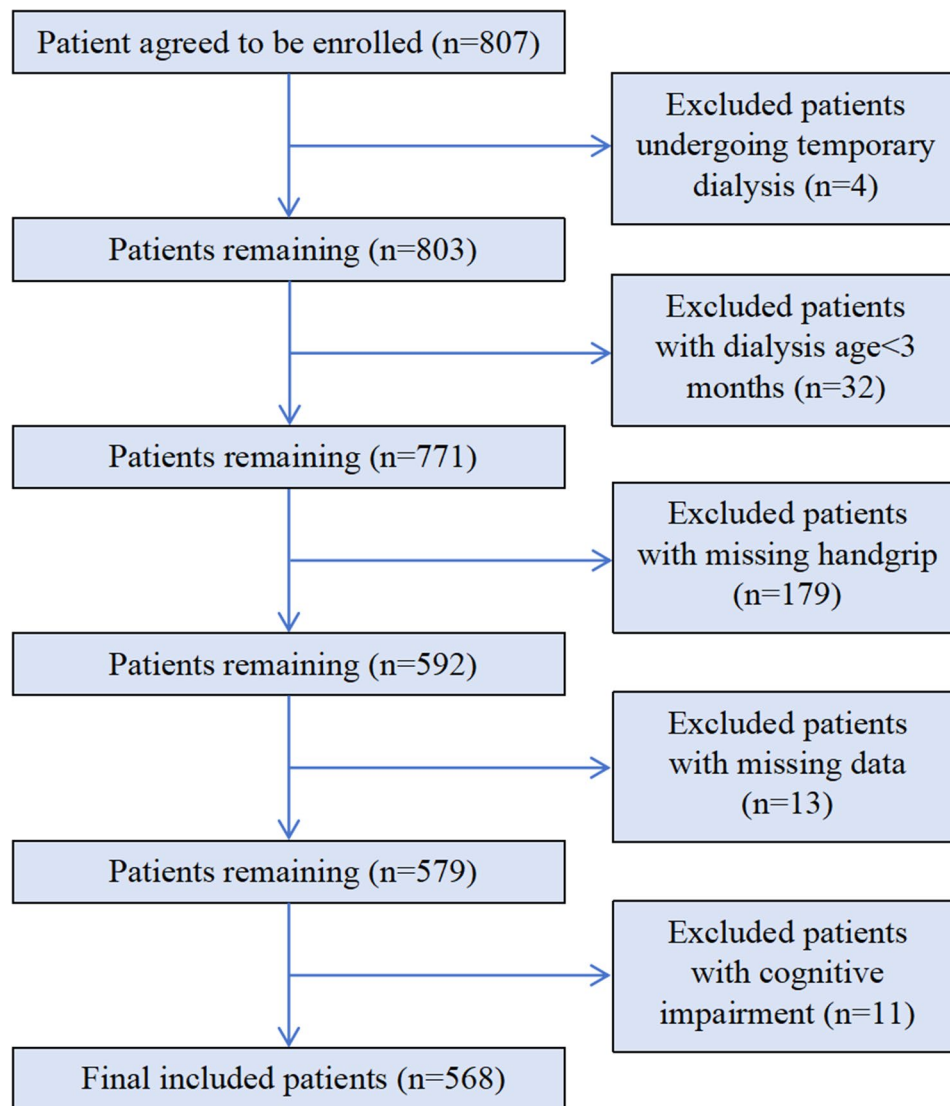 Patient agreed to be enrolled (n=807)
Excluded patients
undergoing temporary
dialysis (n=4)
Patients remaining (n=803)
Excluded patients
with dialysis age<3
months (n=32)
Patients remaining (n=771)
Excluded patients
with missing handgrip
(n=179)
Patients remaining (n=592)
Excluded patients
with missing data
(n=13)
Patients remaining (n=579)
Excluded patients
with cognitive
impairment (n=11)
Final included patients (n=568)